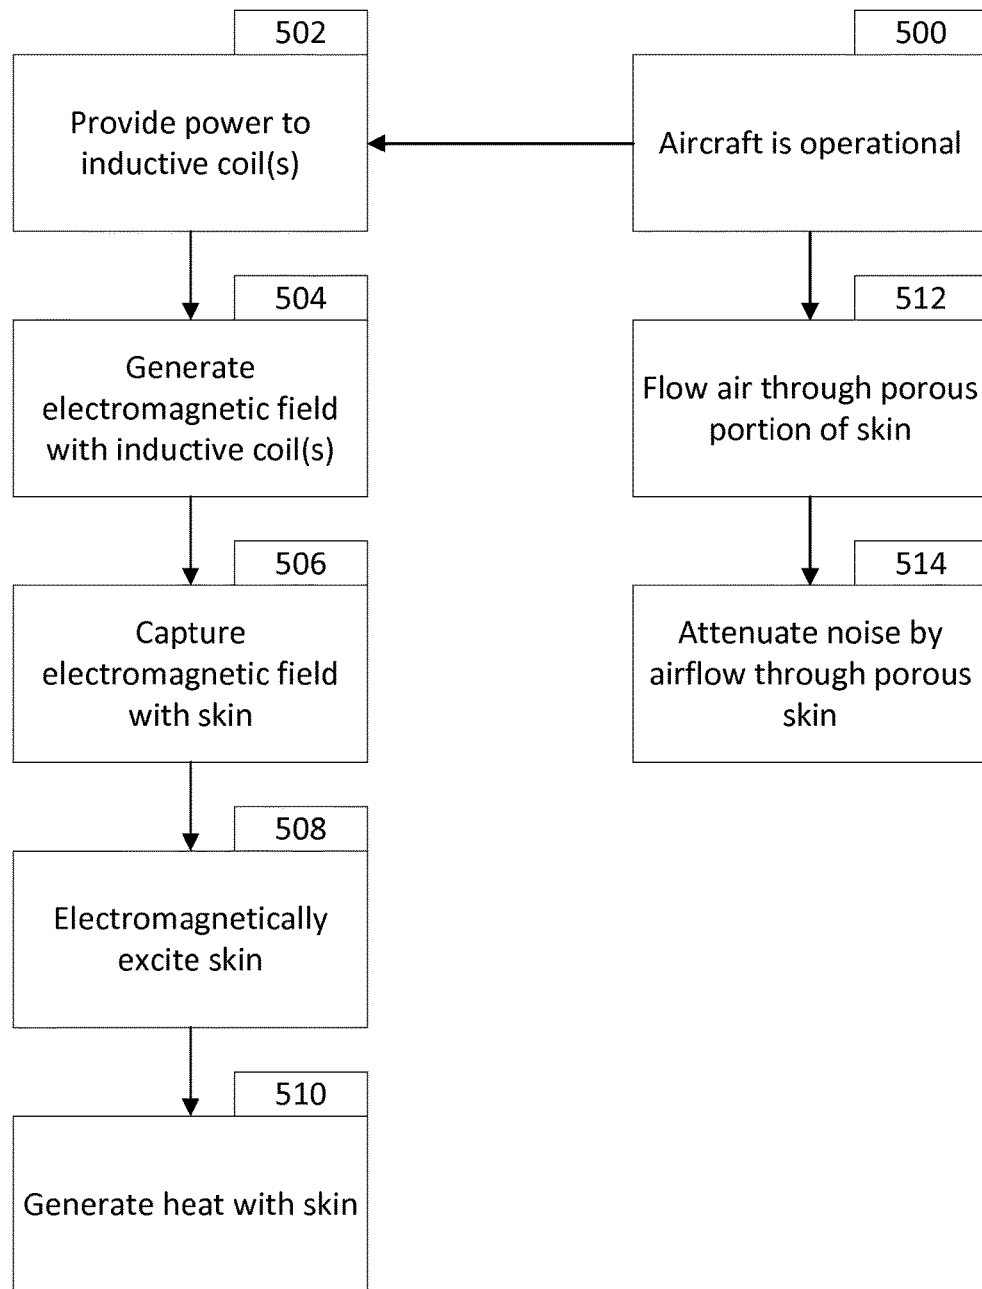 502
Provide power to
inductive coil(s)
500
Aircraft is operational
504
Generate
electromagnetic field
with inductive coil(s)
512
Flow air through porous
portion of skin
506
Capture
electromagnetic field
with skin
514
Attenuate noise by
airflow through porous
skin
508
Electromagnetically
excite skin
510
Generate heat with skin